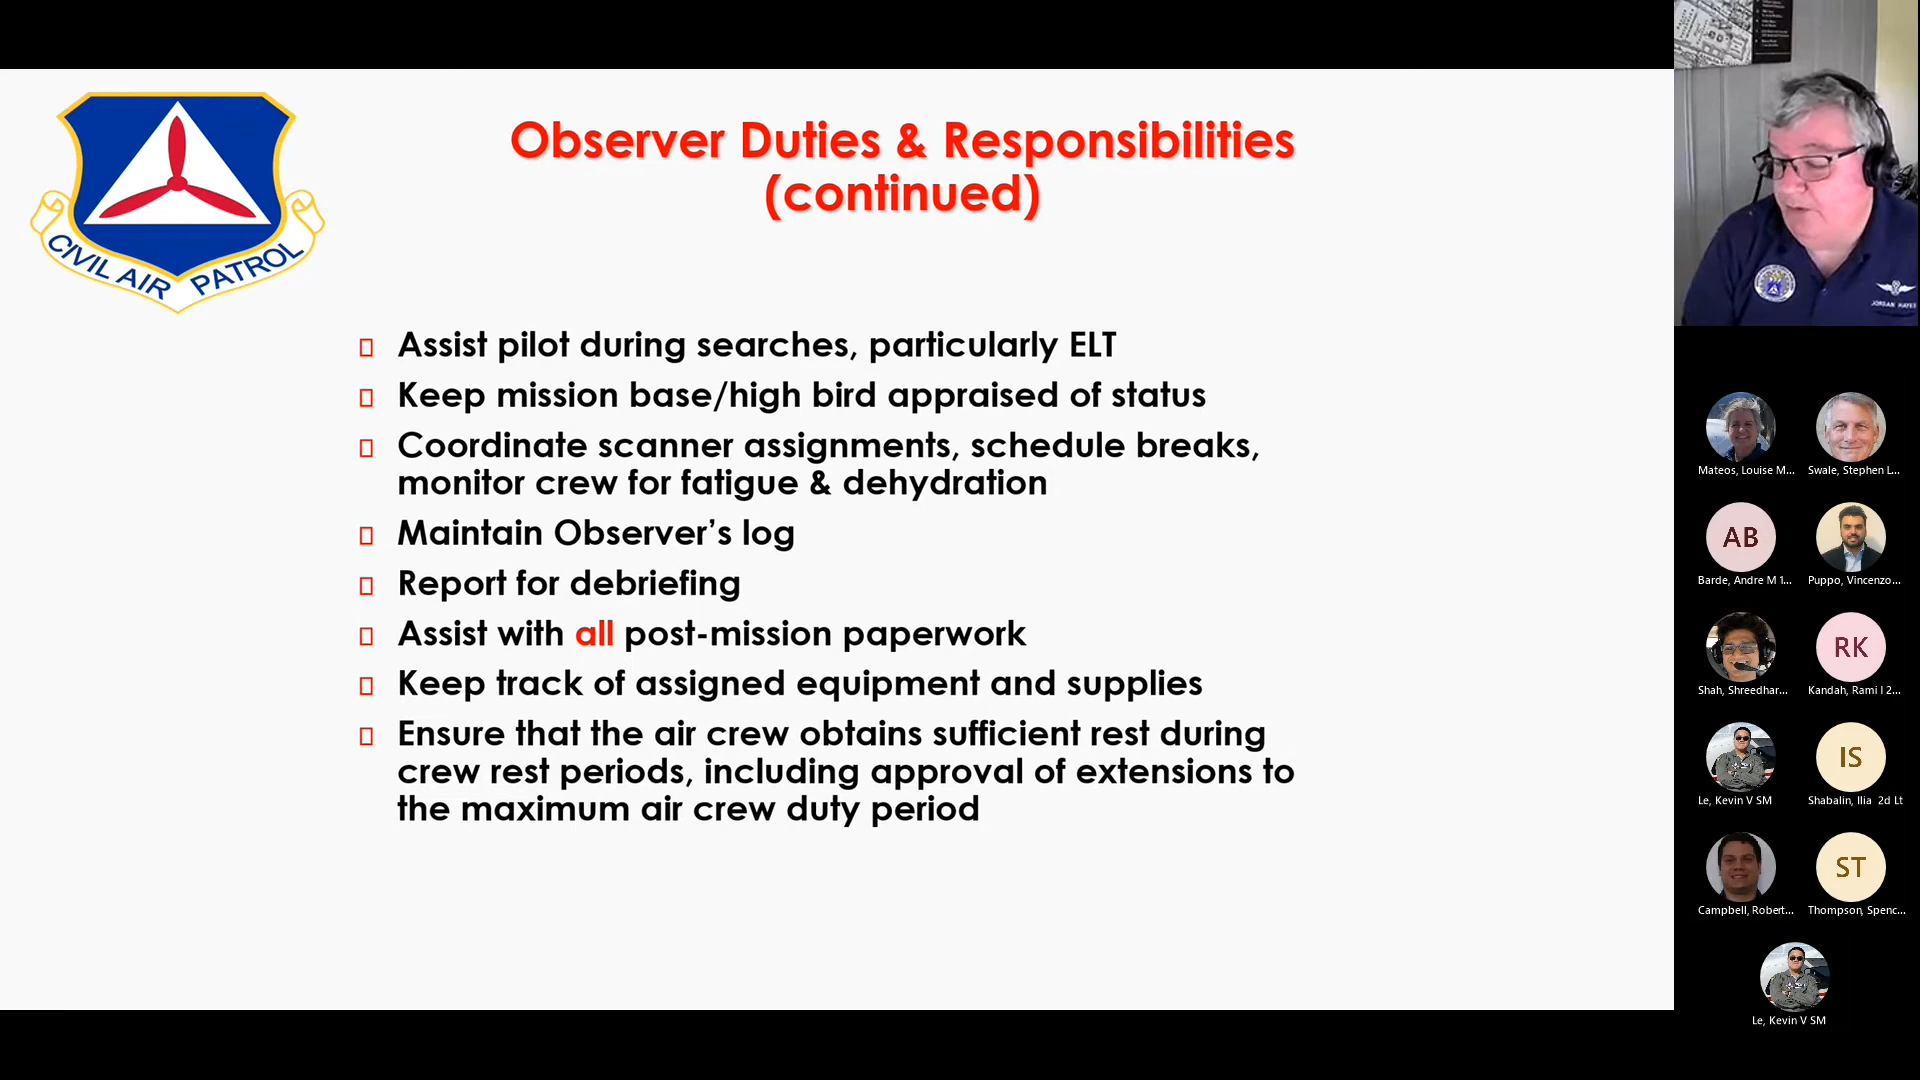 Observer Duties & Responsibilities
(continued)
CIVIL AIR PATROL
Assist pilot during searches, particularly ELT
Keep mission base/high bird appraised of status
Coordinate scanner assignments, schedule breaks,
monitor crew for fatigue & dehydration
Maintain Observer's log
Report for debriefing
Assist with all post-mission paperwork
Keep track of assigned equipment and supplies
Ensure that the air crew obtains sufficient rest during
crew rest periods, including approval of extensions to
the maximum air crew duty period
JORDAN HAYES
Mateos, Louise M...
Swale, Stephen L...
AB
Barde, Andre M 1...
Puppo, Vincenzo...
Shah, Shreedhar...
RK
Kandah, Rami I 2...
Le, Kevin V SM
IS
Shabalin, Ilia 2d Lt
Campbell, Robert...
ST
Thompson, Spenc...
Le, Kevin V SM